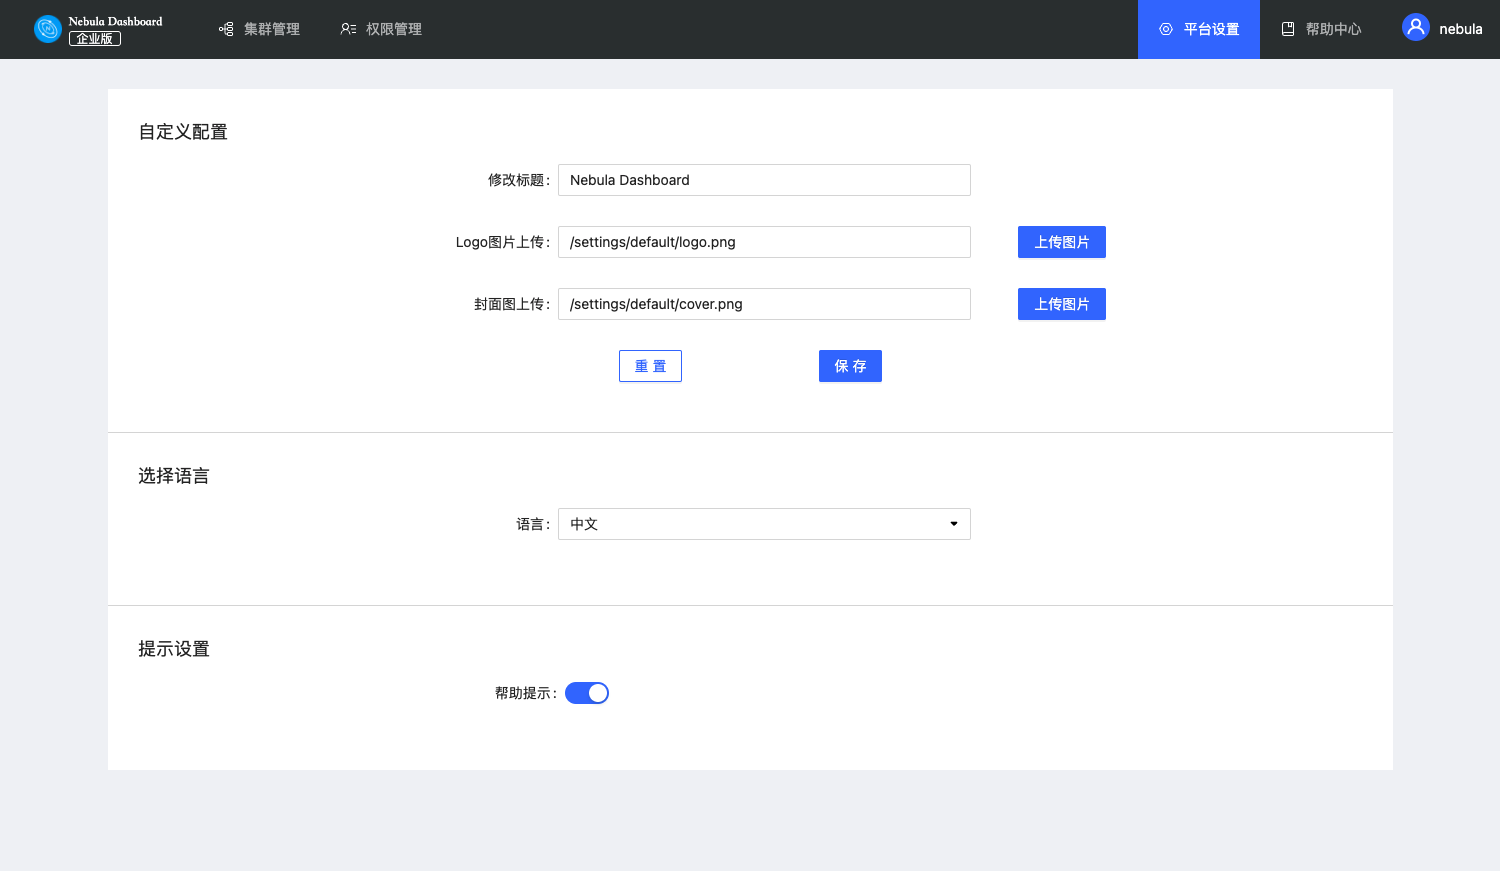 Nebula Dashboard
企业版
集群管理
权限管理
平台设置
帮助中心
nebula
自定义配置
修改标题：
Nebula Dashboard
Logo图片上传：
/settings/default/logo.png
上传图片
封面图上传：
/settings/default/cover.png
上传图片
重 置
保 存
选择语言
语言：
中文
提示设置
帮助提示：